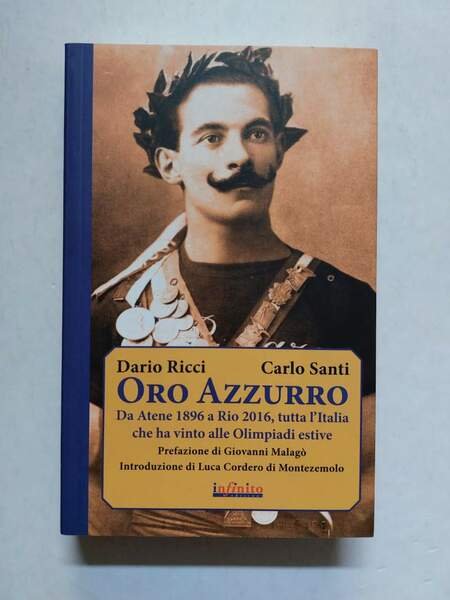 Dario Ricci Carlo Santi
ORO AZZURRO
Da Atene 1896 a Rio 2016, tutta l'Italia
che ha vinto alle Olimpiadi estive
Prefazione di Giovanni Malagò
Introduzione di Luca Cordero di Montezemolo
infinito